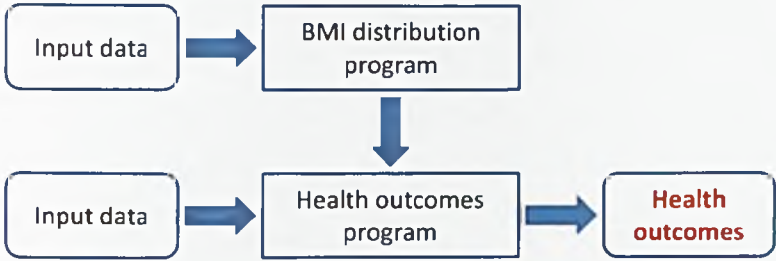 Input data
BMI distribution
program
Input data
Health outcomes
program
Health
outcomes